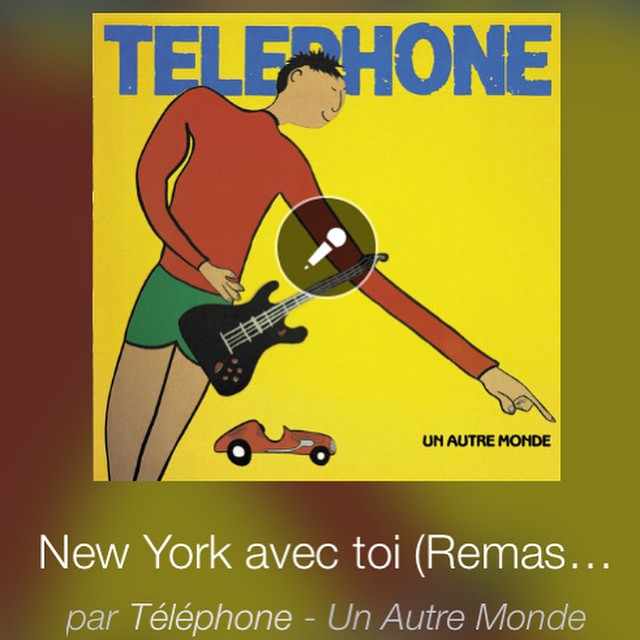 TELEPHONE
UN AUTRE MONDE
New York avec toi (Remas...
par Téléphone - Un Autre Monde